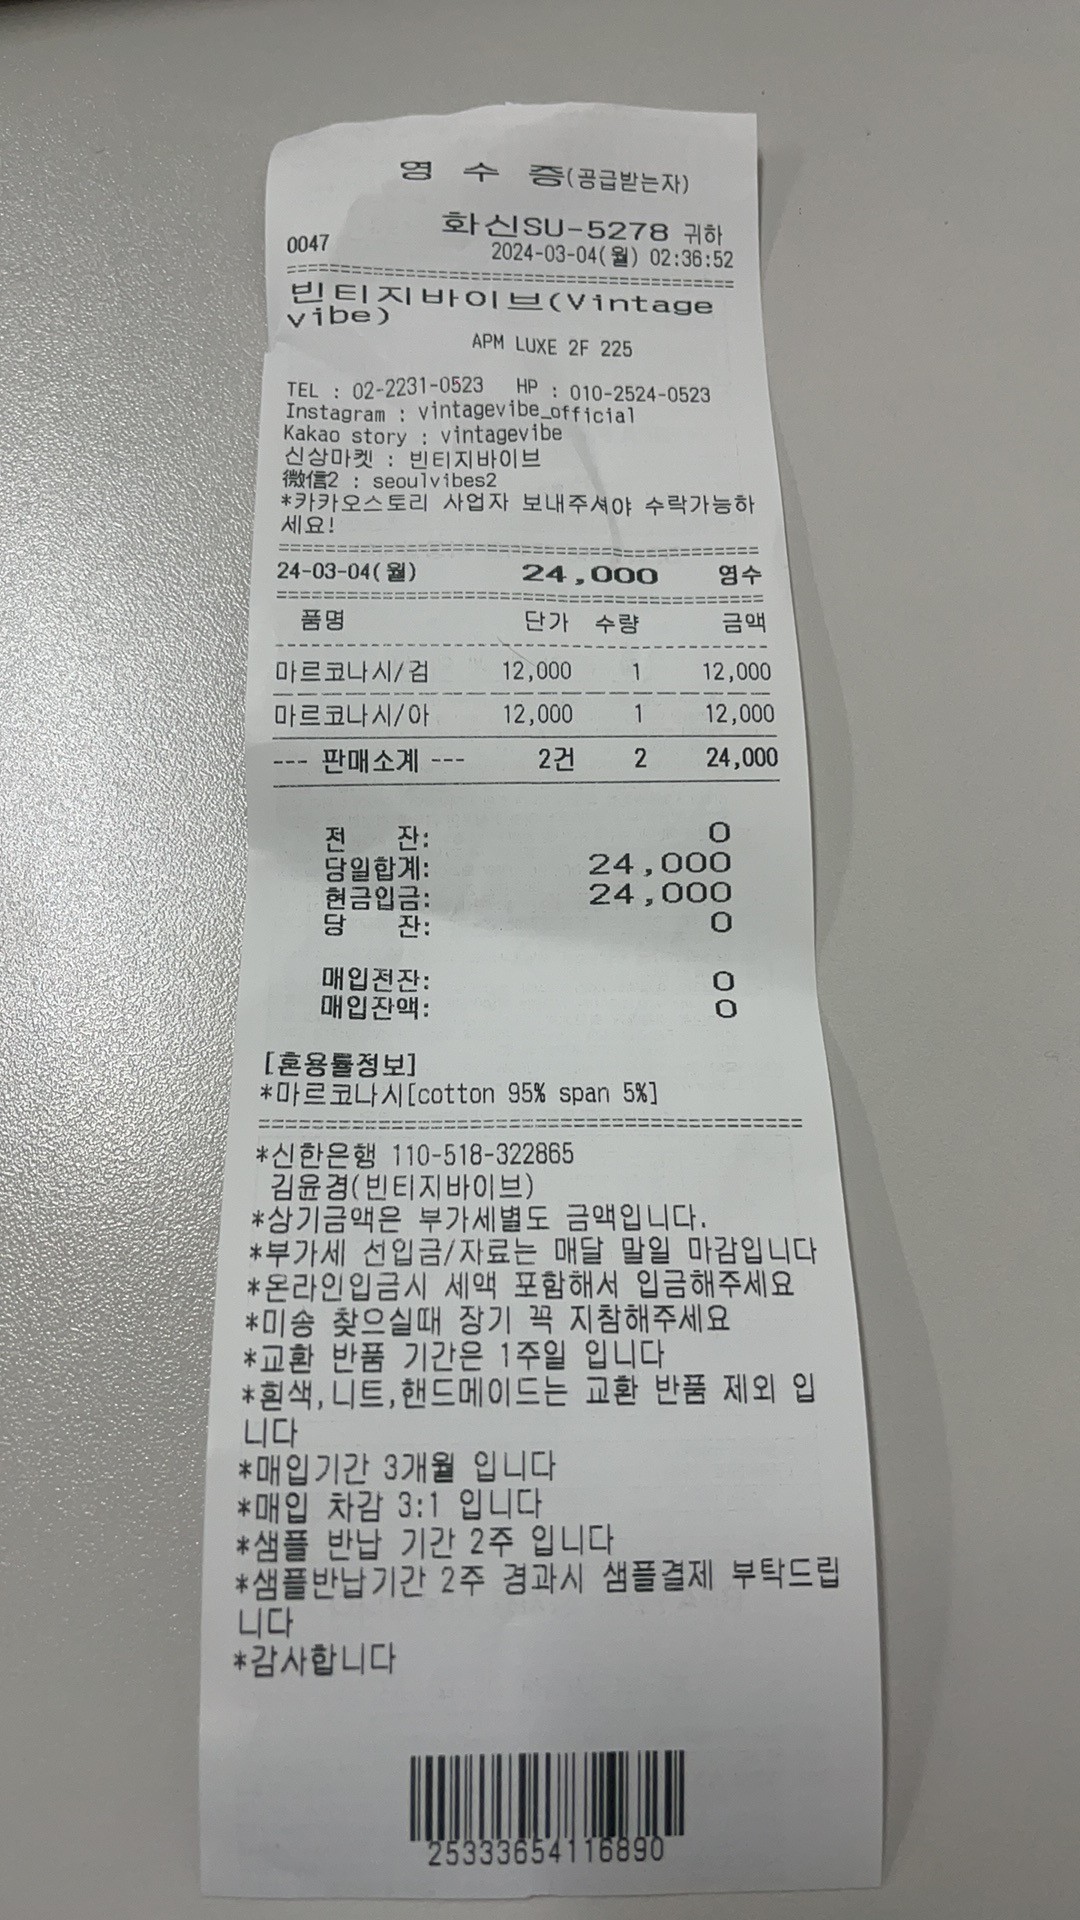 영 수 증(공급받는자)
화신SU-5278 귀하
0047
2024-03-04(월) 02:36:52
빈티지바이브(Vintage
vibe)
APM LUXE 2F 225
TEL : 02-2231-0523 HP : 010-2524-0523
Instagram : vintagevibe_official
Kakao story : vintagevibe
신상마켓 : 빈티지바이브
微信2 : seoulvibes2
*카카오스토리 사업자 보내주셔야 수락가능하
세요!
24-03-04(월) 24,000 영수
품명 단가 수량 금액
마르코나시/검 12,000 1 12,000
마르코나시/아 12,000 1 12,000
--- 판매소계 --- 2건 2 24,000
전 잔: 0
당일합계: 24,000
현금입금: 24,000
당 잔: 0
매입전잔: 0
매입잔액: 0
[혼용률정보]
*마르코나시[cotton 95% span 5%]
*신한은행 110-518-322865
김윤경(빈티지바이브)
*상기금액은 부가세별도 금액입니다.
*부가세 선입금/자료는 매달 말일 마감입니다
*온라인입금시 세액 포함해서 입금해주세요
*미송 찾으실때 장기 꼭 지참해주세요
*교환 반품 기간은 1주일 입니다
*흰색,니트,핸드메이드는 교환 반품 제외 입
니다
*매입기간 3개월 입니다
*매입 차감 3:1 입니다
*샘플 반납 기간 2주 입니다
*샘플반납기간 2주 경과시 샘플결제 부탁드립
니다
*감사합니다
25333654116890